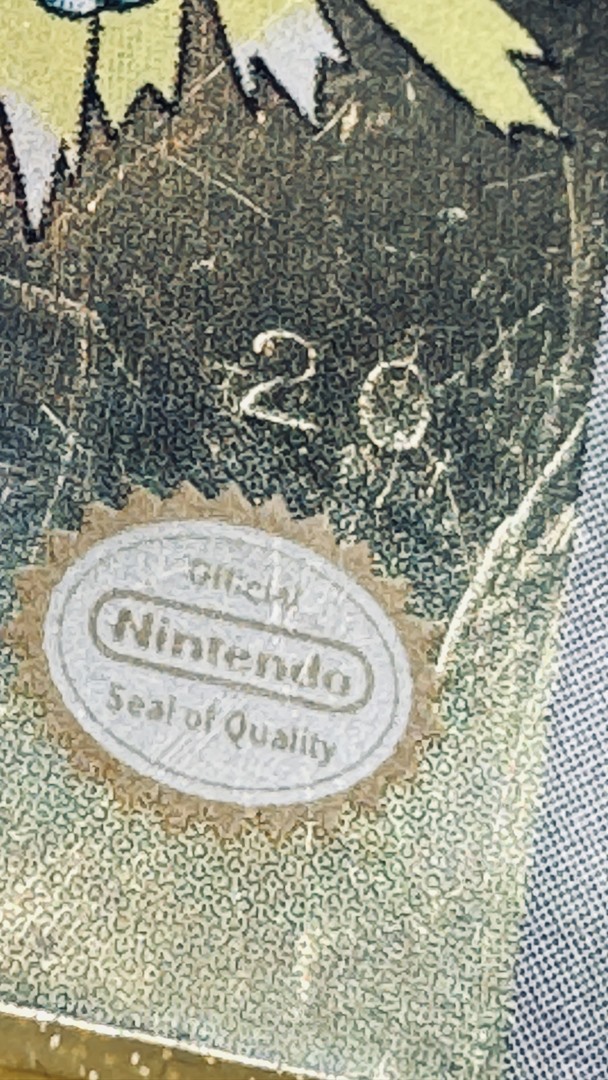 20
Official
Nintendo
Seal of Quality